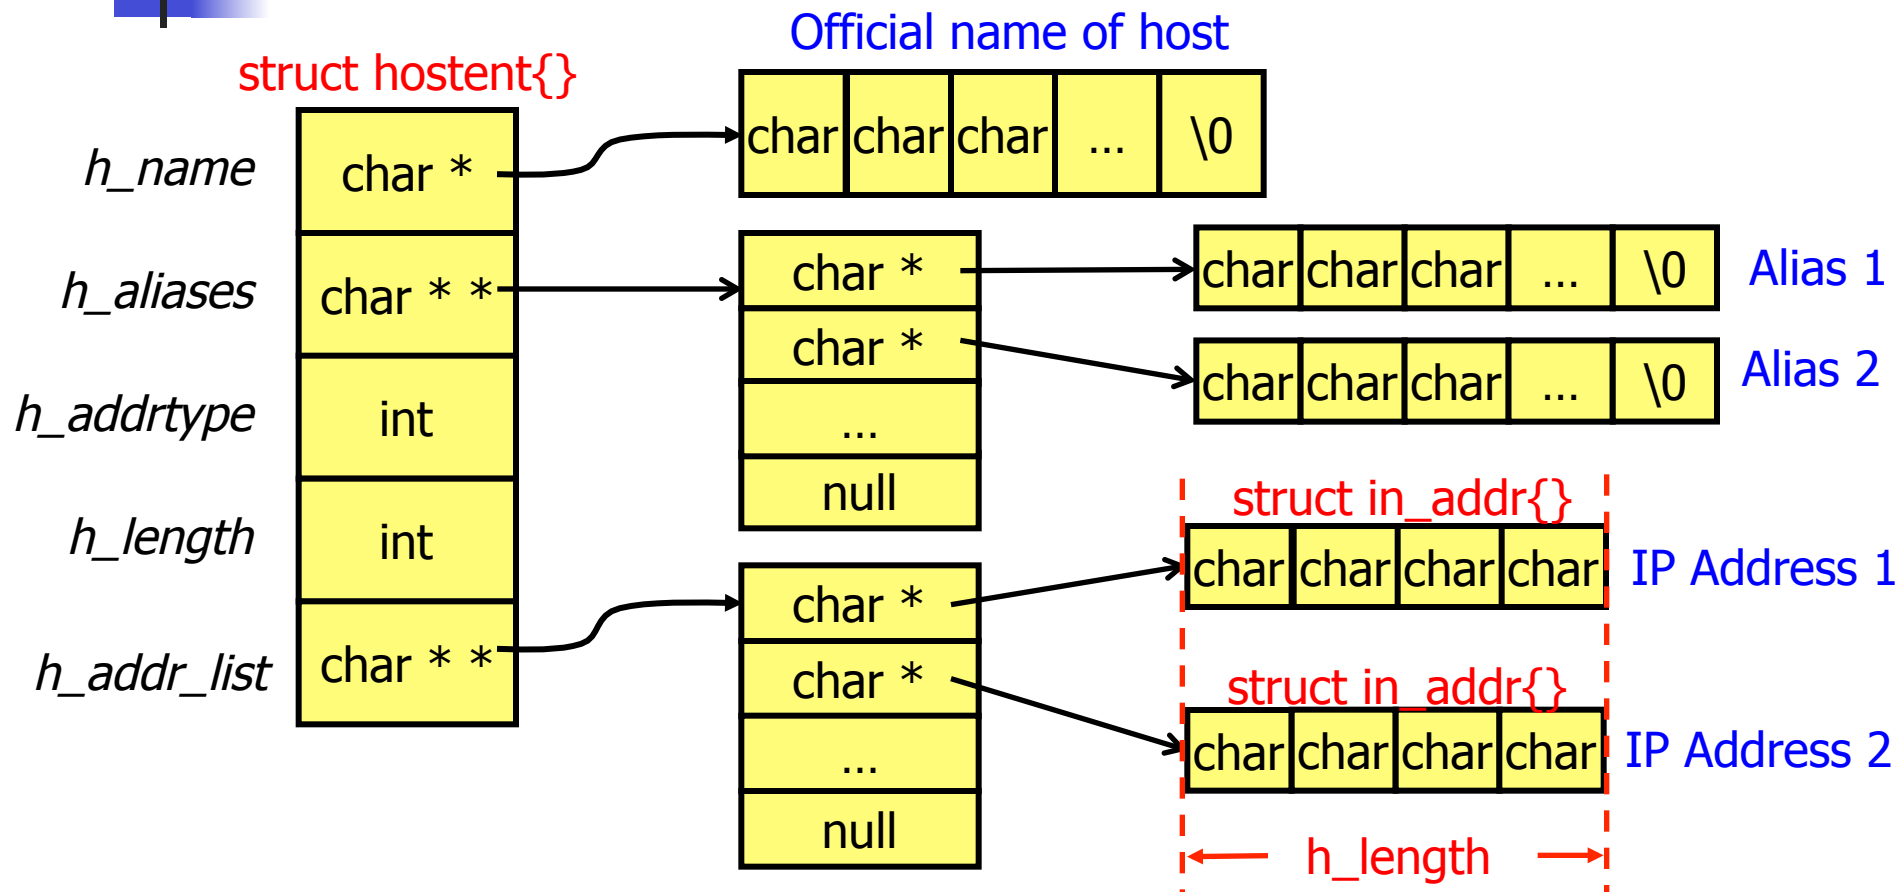 Official name of host
struct hostent{}
h_name
char *
char char char ... \0
h_aliases
char * *
char *
char char char ... \0
Alias 1
char *
char char char ... \0
Alias 2
...
null
h_addrtype
int
h_length
int
struct in_addr{}
char *
char char char char
IP Address 1
h_addr_list
char * *
char *
struct in_addr{}
char char char char
IP Address 2
...
null
h_length